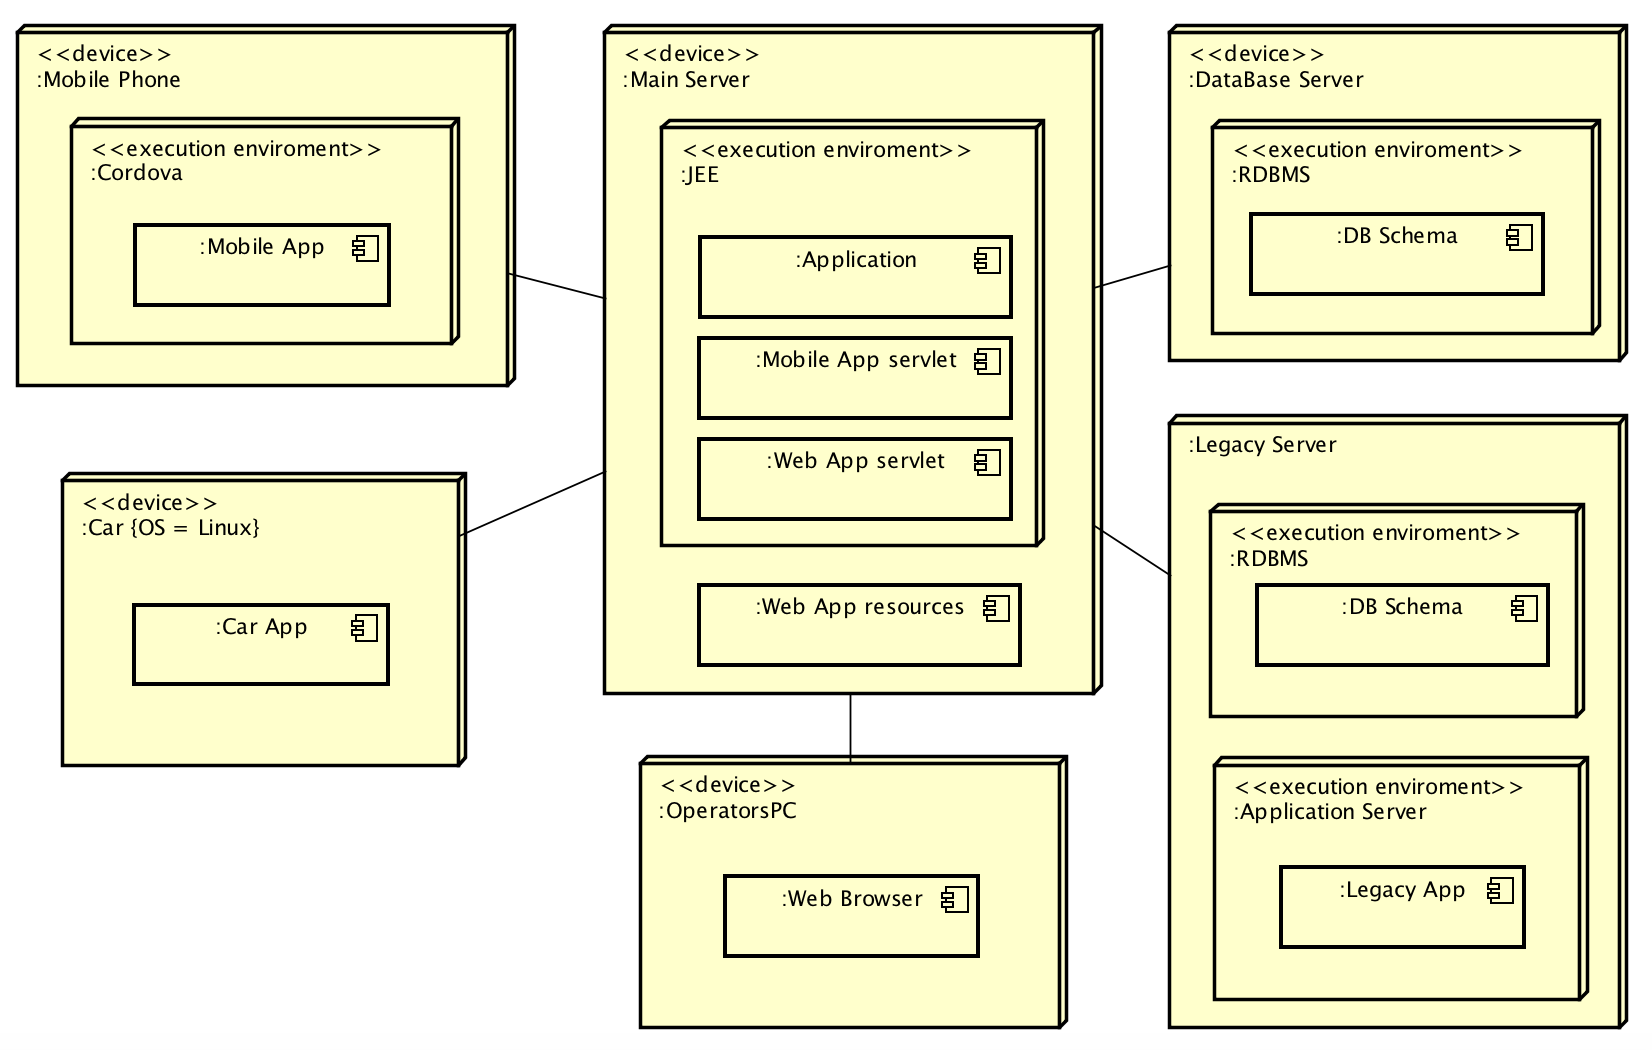 <<device>>
:Mobile Phone
<<execution enviroment>>
:Cordova
:Mobile App
<<device>>
:Main Server
<<execution enviroment>>
:JEE
:Application
:Mobile App servlet
:Web App servlet
:Web App resources
<<device>>
:DataBase Server
<<execution enviroment>>
:RDBMS
:DB Schema
<<device>>
:Car {OS = Linux}
:Car App
:Legacy Server
<<execution enviroment>>
:RDBMS
:DB Schema
<<execution enviroment>>
:Application Server
:Legacy App
<<device>>
:OperatorsPC
:Web Browser